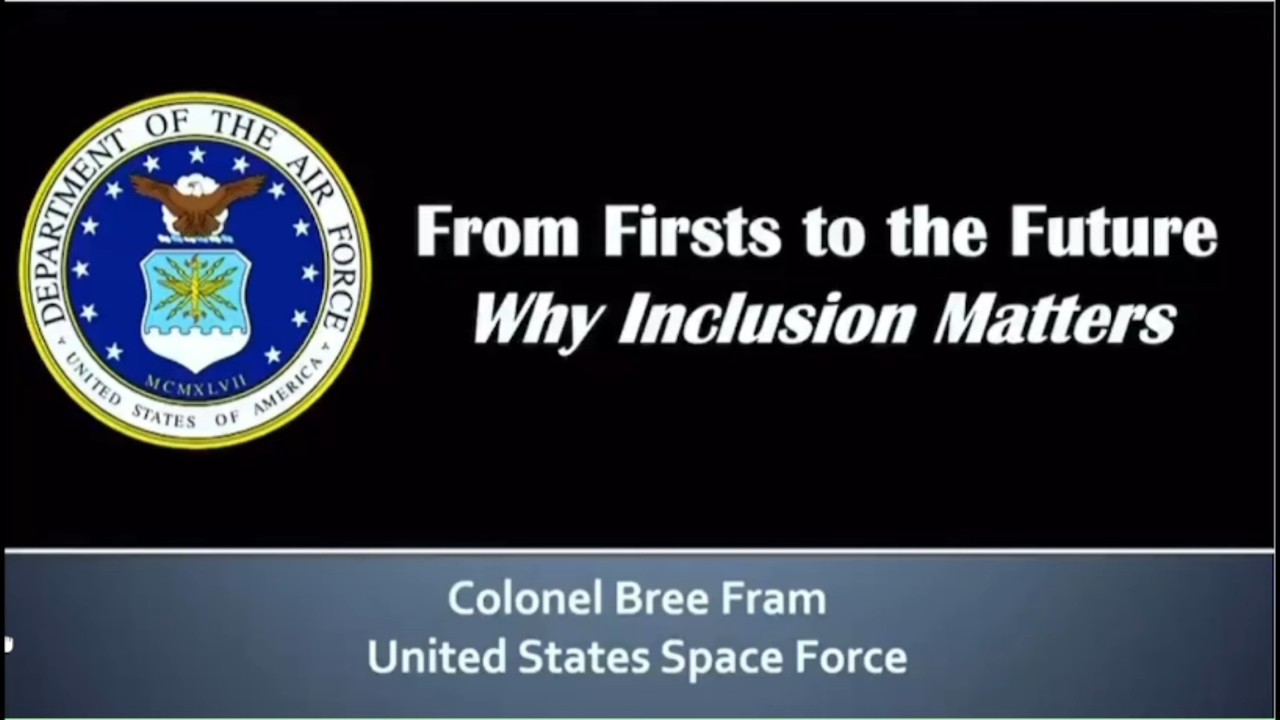 DEPARTMENT OF THE AIR FORCE
MCMXLVII
UNITED STATES OF AMERICA
From Firsts to the Future
Why Inclusion Matters
Colonel Bree Fram
United States Space Force